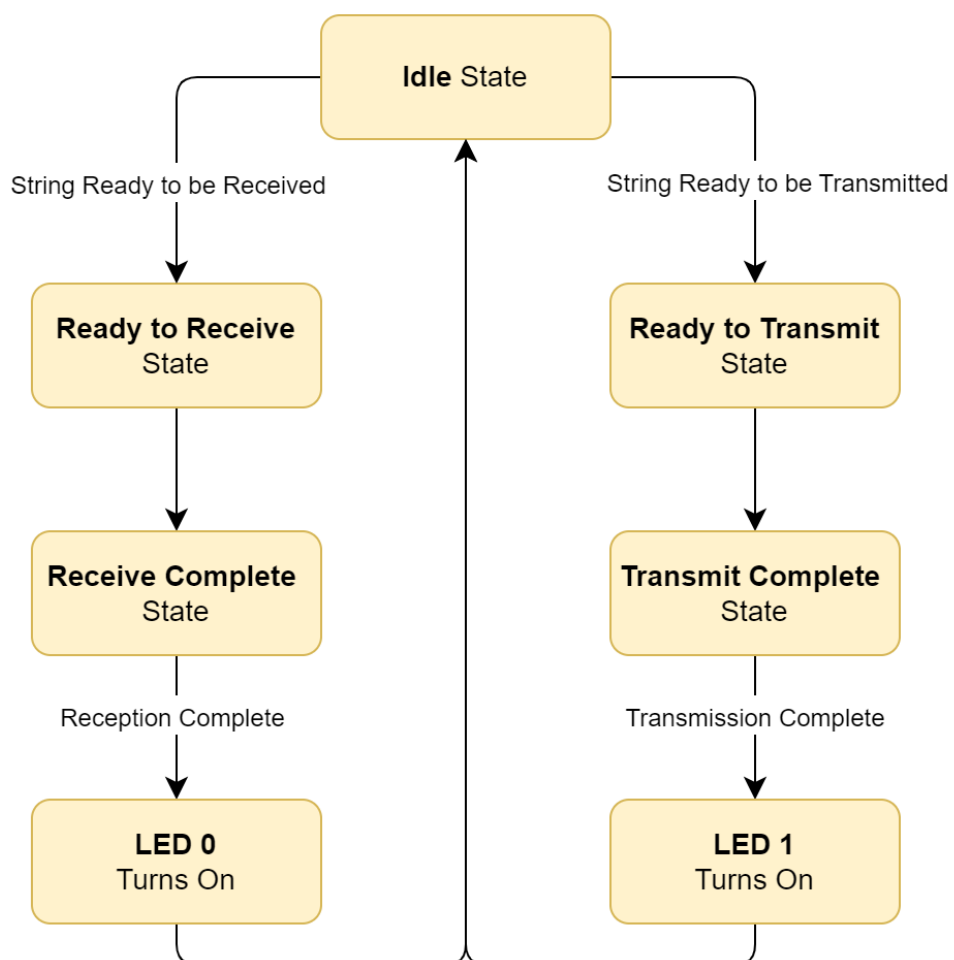 Idle State
String Ready to be Received
String Ready to be Transmitted
Ready to Receive
State
Ready to Transmit
State
Receive Complete
State
Transmit Complete
State
Reception Complete
Transmission Complete
LED 0
Turns On
LED 1
Turns On